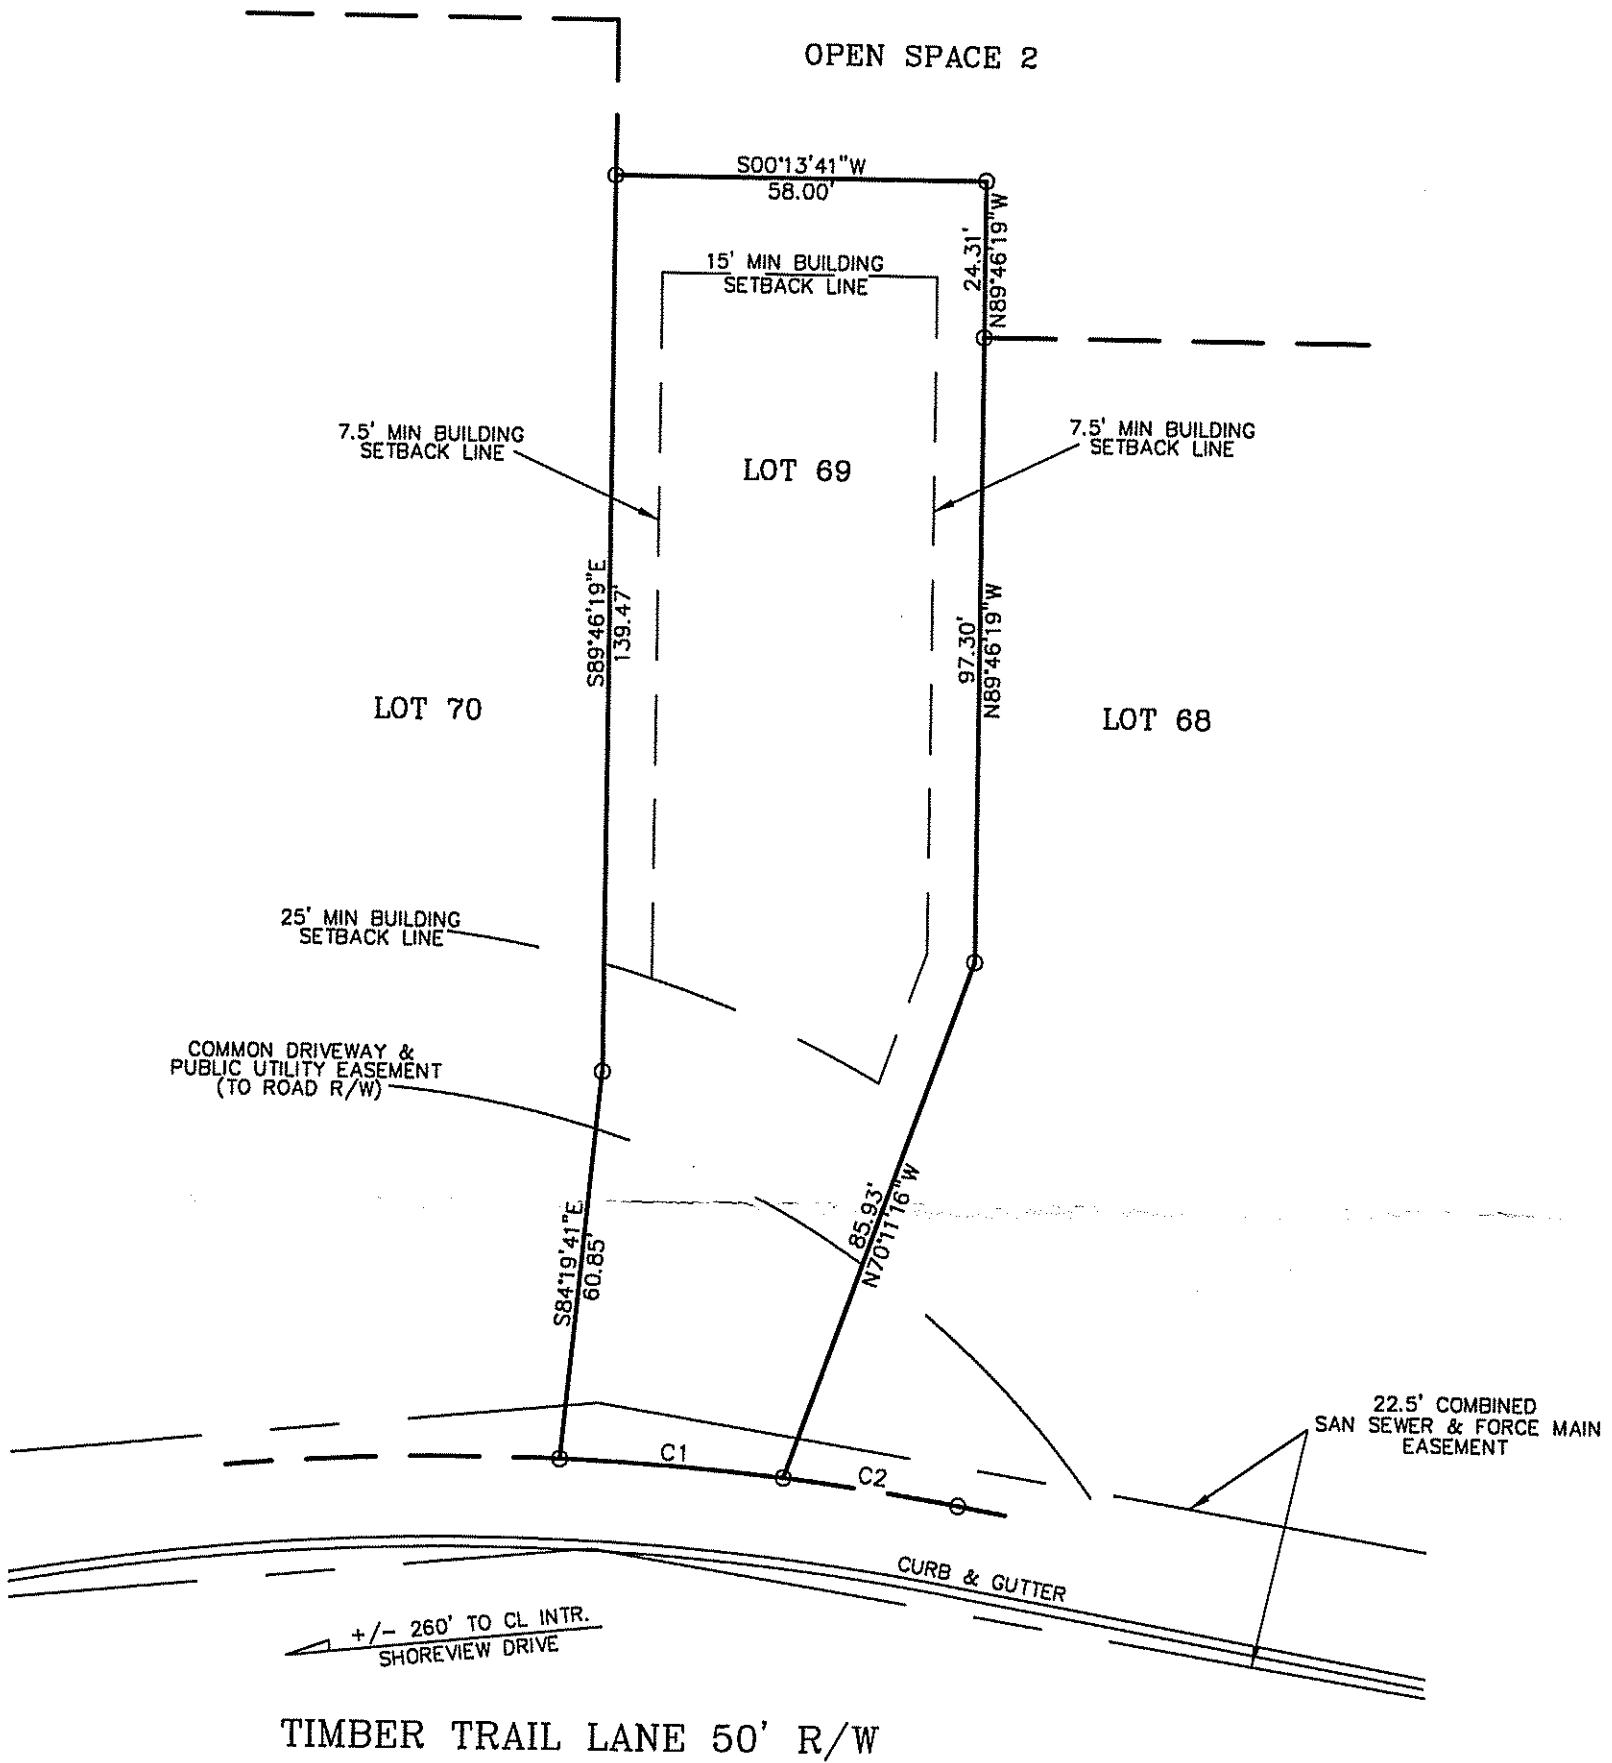 OPEN SPACE 2
S00°13'41"W
58.00'
24.31'
N89°46'19"W
15' MIN BUILDING
SETBACK LINE
7.5' MIN BUILDING
SETBACK LINE
7.5' MIN BUILDING
SETBACK LINE
LOT 69
S89°46'19"E
139.47'
97.30'
N89°46'19"W
LOT 70
LOT 68
25' MIN BUILDING
SETBACK LINE
COMMON DRIVEWAY &
PUBLIC UTILITY EASEMENT
(TO ROAD R/W)
S84°19'41"E
60.85'
85.93'
N70°11'16"W
22.5' COMBINED
SAN SEWER & FORCE MAIN
EASEMENT
C1
C2
CURB & GUTTER
+/- 260' TO CL INTR.
SHOREVIEW DRIVE
TIMBER TRAIL LANE 50' R/W